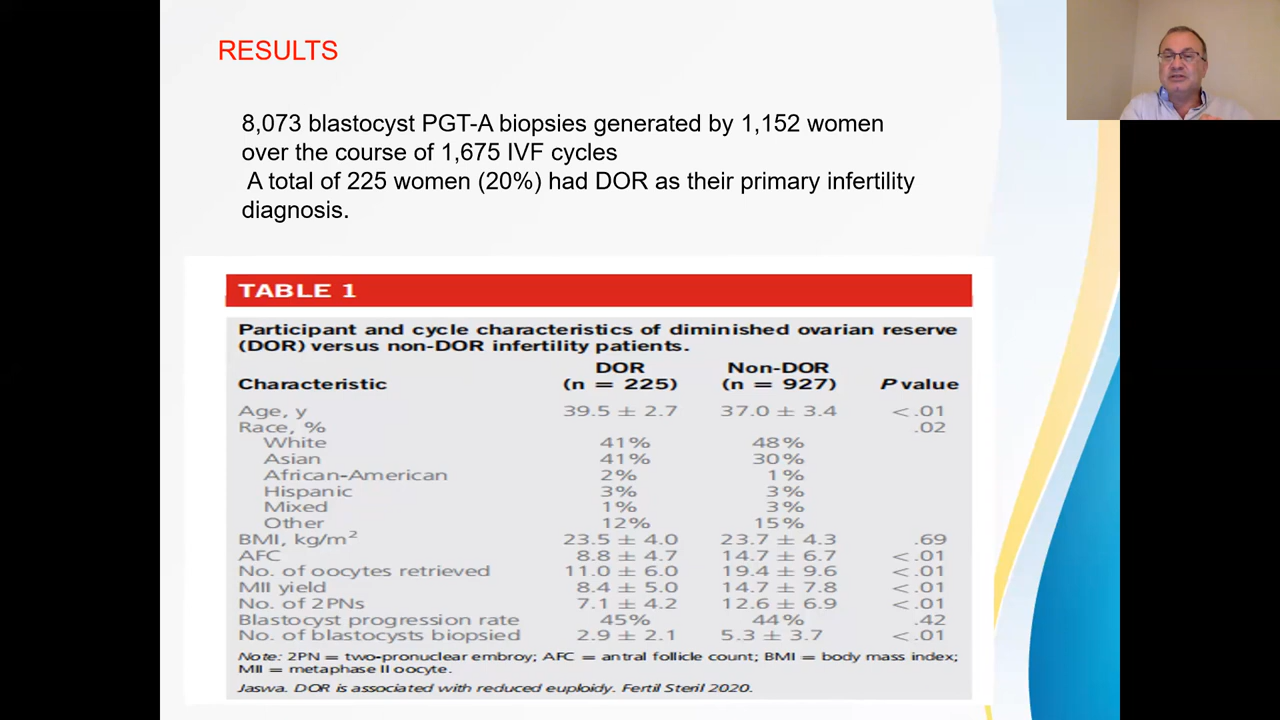 RESULTS
8,073 blastocyst PGT-A biopsies generated by 1,152 women
over the course of 1,675 IVF cycles
A total of 225 women (20%) had DOR as their primary infertility
diagnosis.
TABLE 1
Participant and cycle characteristics of diminished ovarian reserve
(DOR) versus non-DOR infertility patients.
DOR Non-DOR
Characteristic (n = 225) (n = 927) P value
Age, y 39.5 ± 2.7 37.0 ± 3.4 <.01
Race, % .02
White 41% 48%
Asian 41% 30%
African-American 2% 1%
Hispanic 3% 3%
Mixed 1% 3%
Other 12% 15%
BMI, kg/m² 23.5 ± 4.0 23.7 ± 4.3 .69
AFC 8.8 ± 4.7 14.7 ± 6.7 <.01
No. of oocytes retrieved 11.0 ± 6.0 19.4 ± 9.6 <.01
MII yield 8.4 ± 5.0 14.7 ± 7.8 <.01
No. of 2PNs 7.1 ± 4.2 12.6 ± 6.9 <.01
Blastocyst progression rate 45% 44% .42
No. of blastocysts biopsied 2.9 ± 2.1 5.3 ± 3.7 <.01
Note: 2PN = two-pronuclear embroy; AFC = antral follicle count; BMI = body mass index;
MII = metaphase II oocyte.
Jaswa. DOR is associated with reduced euploidy. Fertil Steril 2020.